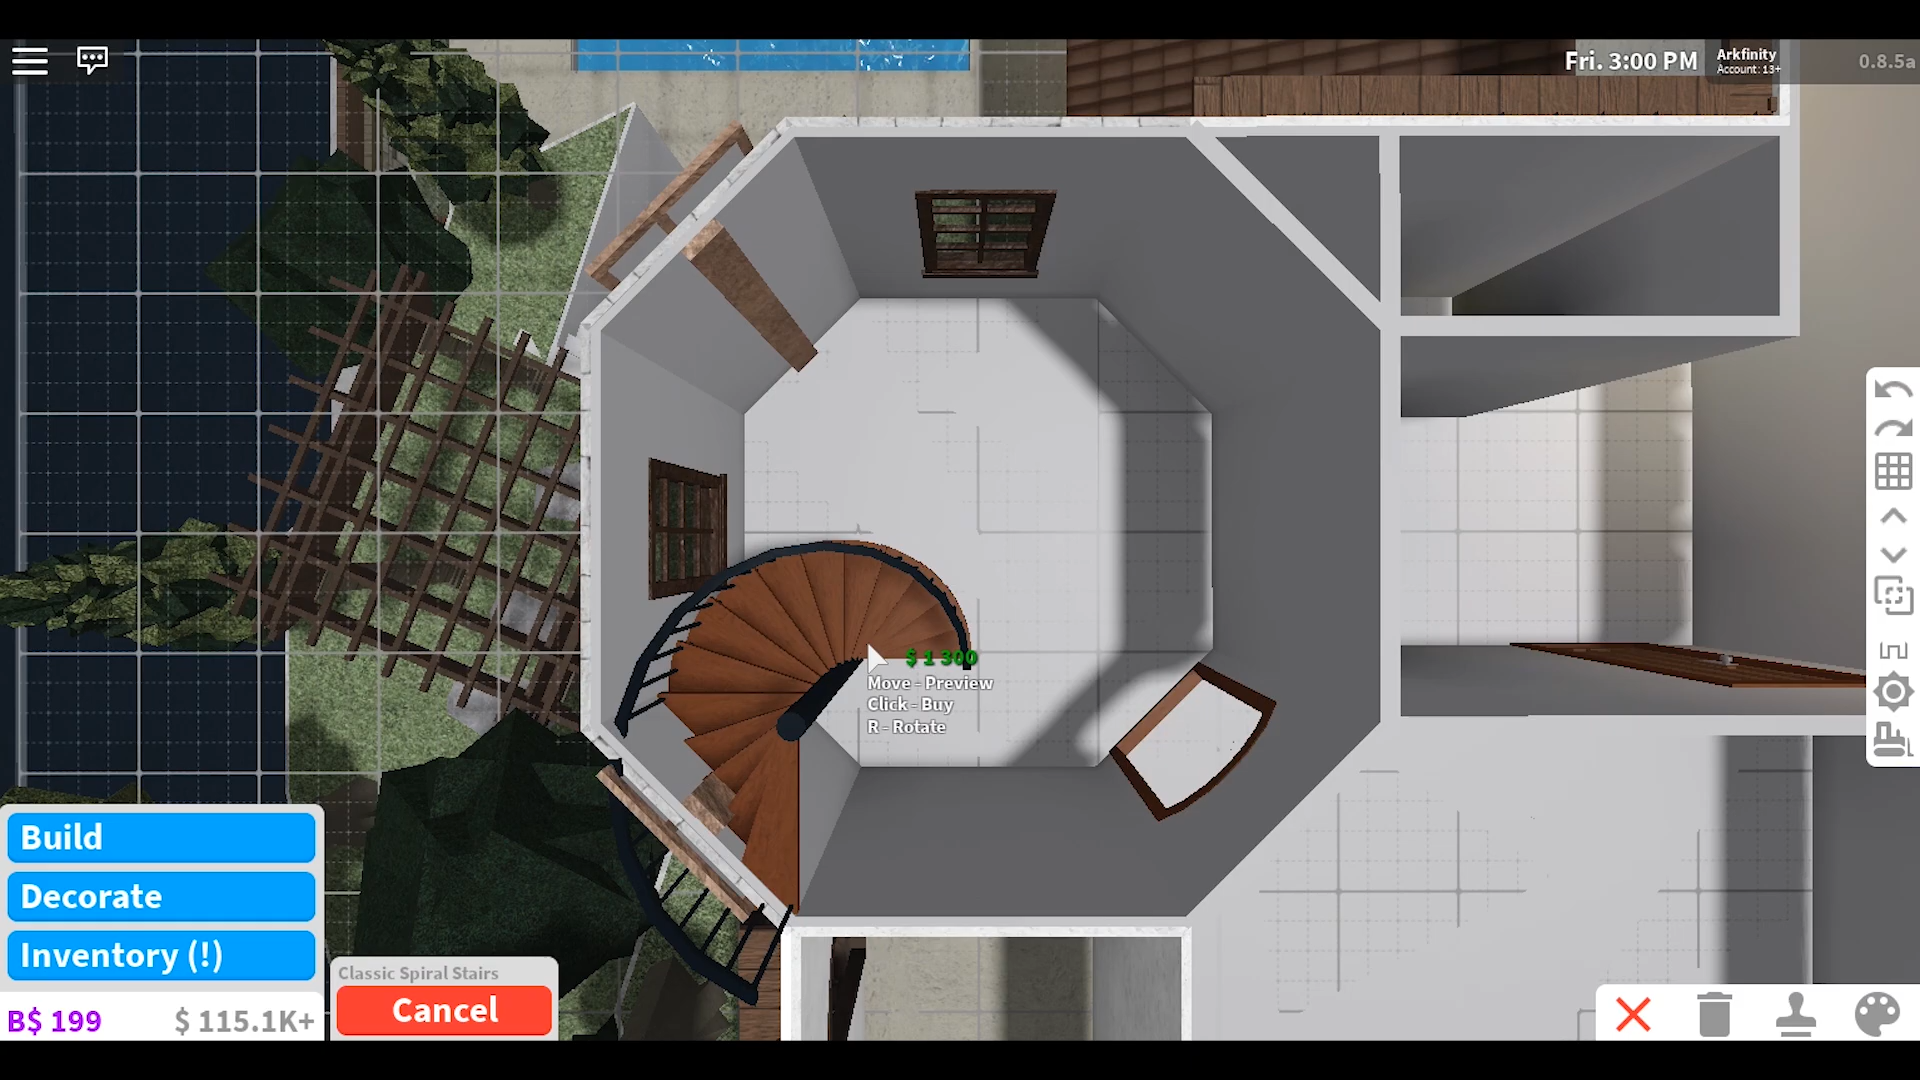 Fri. 3:00 PM
Arkfinity
Account: 13+
0.8.5a
$ 1 300
Move - Preview
Click - Buy
R - Rotate
Build
Decorate
Inventory (!)
B$ 199
$ 115.1K+
Classic Spiral Stairs
Cancel